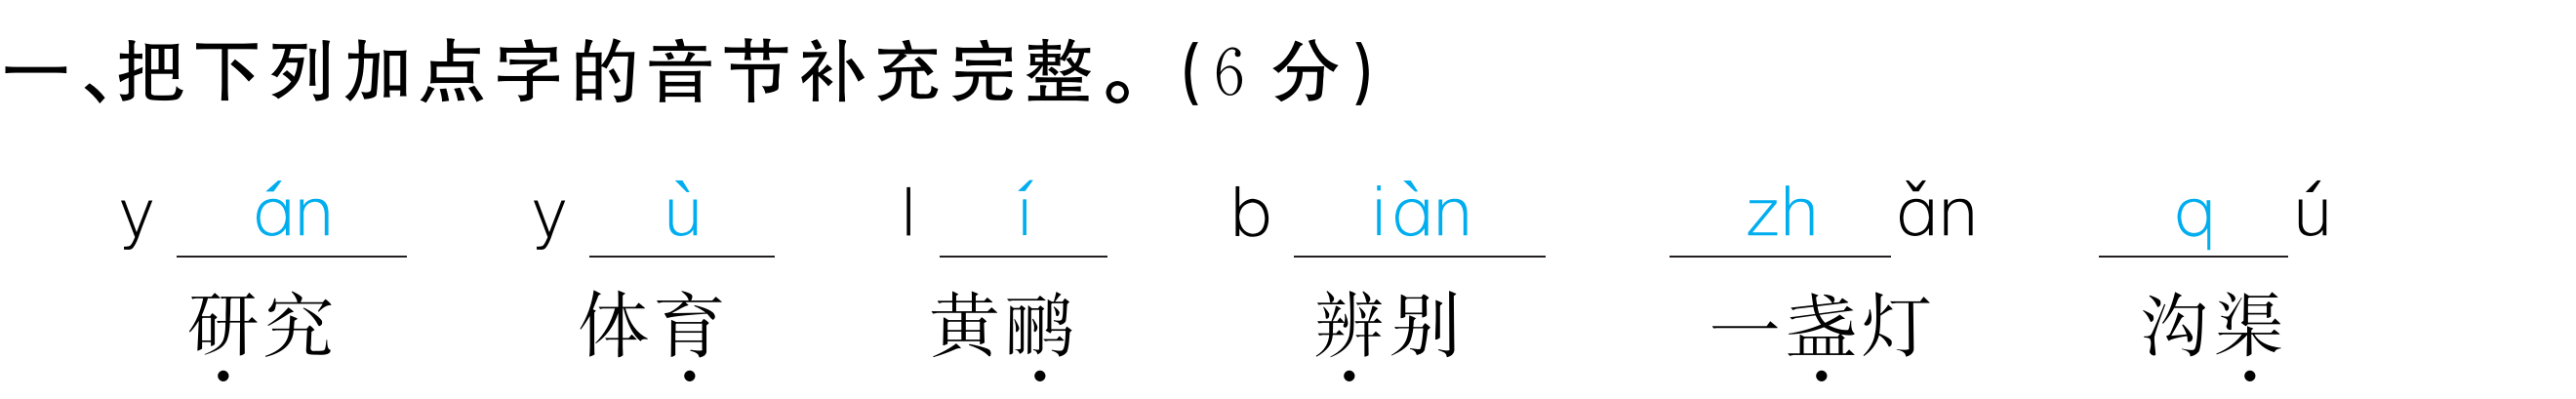 一、把下列加点字的音节补充完整。(6 分)
y án y ù l í b iàn zh ǎn q ú
研究 体育 黄鹂 辨别 一盏灯 沟渠